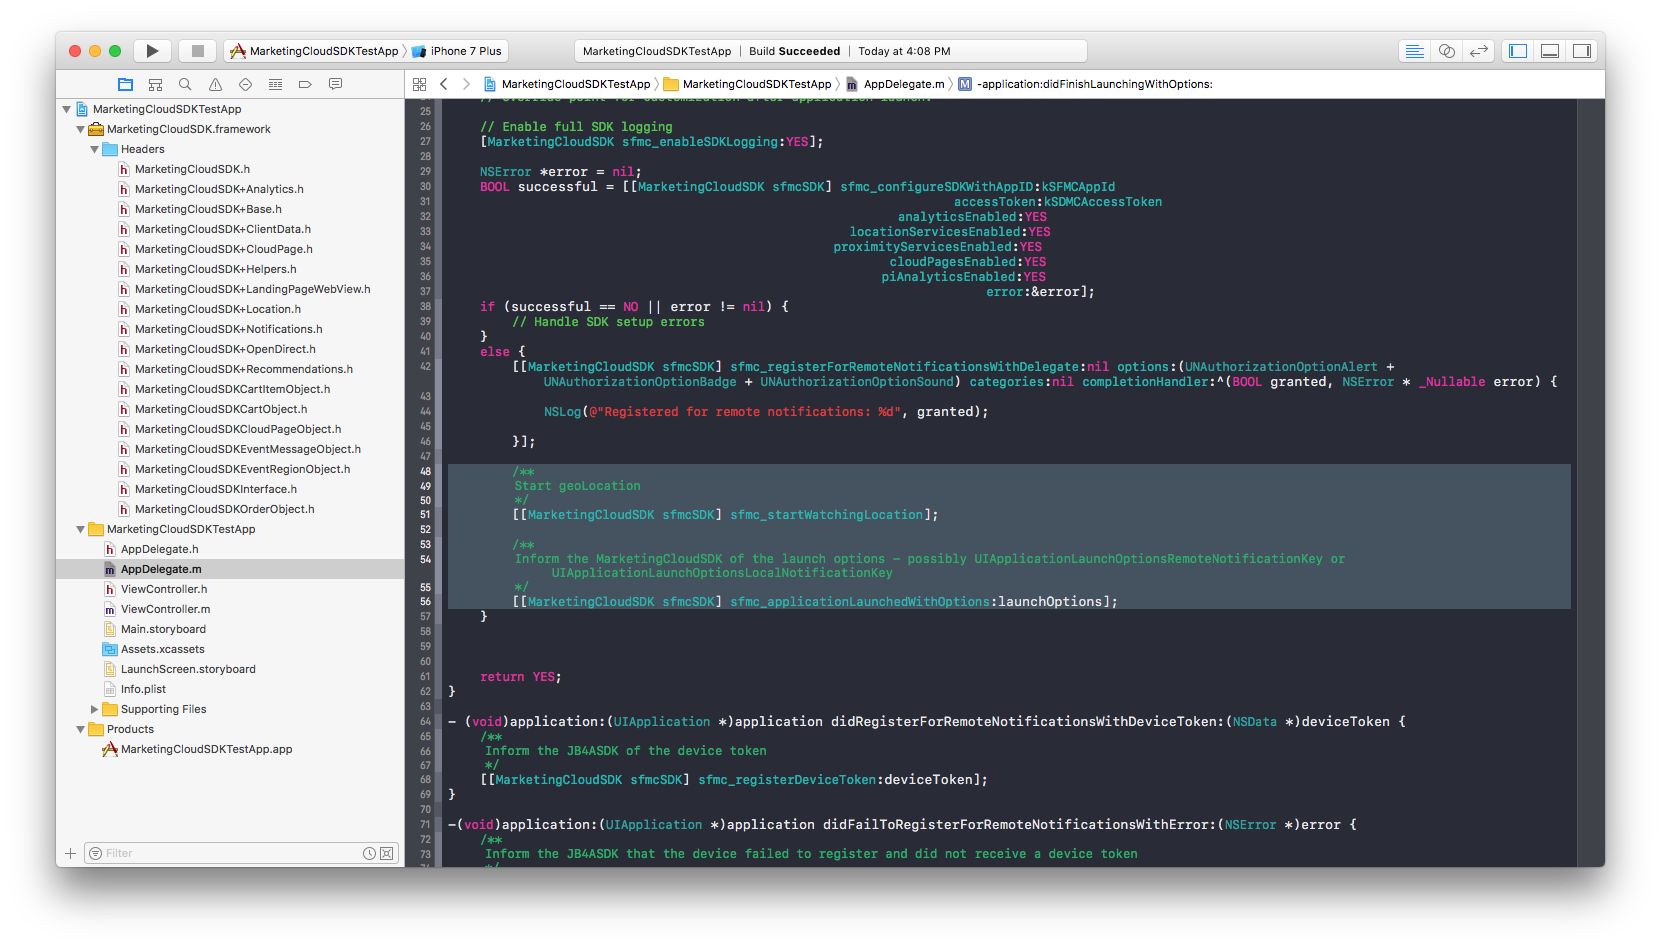 MarketingCloudSDKTestApp
iPhone 7 Plus
MarketingCloudSDKTestApp | Build Succeeded | Today at 4:08 PM
MarketingCloudSDKTestApp
MarketingCloudSDKTestApp
AppDelegate.m
M
-application:didFinishLaunchingWithOptions:
MarketingCloudSDKTestApp
MarketingCloudSDK.framework
Headers
h MarketingCloudSDK.h
h MarketingCloudSDK+Analytics.h
h MarketingCloudSDK+Base.h
h MarketingCloudSDK+ClientData.h
h MarketingCloudSDK+CloudPage.h
h MarketingCloudSDK+Helpers.h
h MarketingCloudSDK+LandingPageWebView.h
h MarketingCloudSDK+Location.h
h MarketingCloudSDK+Notifications.h
h MarketingCloudSDK+OpenDirect.h
h MarketingCloudSDK+Recommendations.h
h MarketingCloudSDKCartItemObject.h
h MarketingCloudSDKCartObject.h
h MarketingCloudSDKCloudPageObject.h
h MarketingCloudSDKEventMessageObject.h
h MarketingCloudSDKEventRegionObject.h
h MarketingCloudSDKInterface.h
h MarketingCloudSDKOrderObject.h
MarketingCloudSDKTestApp
h AppDelegate.h
m AppDelegate.m
h ViewController.h
m ViewController.m
Main.storyboard
Assets.xcassets
LaunchScreen.storyboard
Info.plist
Supporting Files
Products
MarketingCloudSDKTestApp.app
Filter
// Override point for customization after application launch.
25
26 // Enable full SDK logging
27 [MarketingCloudSDK sfmc_enableSDKLogging:YES];
28
29 NSError *error = nil;
30 BOOL successful = [[MarketingCloudSDK sfmcSDK] sfmc_configureSDKWithAppID:kSFMCAppId
31 accessToken:kSDMCAccessToken
32 analyticsEnabled:YES
33 locationServicesEnabled:YES
34 proximityServicesEnabled:YES
35 cloudPagesEnabled:YES
36 piAnalyticsEnabled:YES
37 error:&error];
38 if (successful == NO || error != nil) {
39 // Handle SDK setup errors
40 }
41 else {
42 [[MarketingCloudSDK sfmcSDK] sfmc_registerForRemoteNotificationsWithDelegate:nil options:(UNAuthorizationOptionAlert +
UNAuthorizationOptionBadge + UNAuthorizationOptionSound) categories:nil completionHandler:^(BOOL granted, NSError * _Nullable error) {
43
44 NSLog(@"Registered for remote notifications: %d", granted);
45
46 }];
47
48 /**
49 Start geoLocation
50 */
51 [[MarketingCloudSDK sfmcSDK] sfmc_startWatchingLocation];
52
53 /**
54 Inform the MarketingCloudSDK of the launch options – possibly UIApplicationLaunchOptionsRemoteNotificationKey or
UIApplicationLaunchOptionsLocalNotificationKey
55 */
56 [[MarketingCloudSDK sfmcSDK] sfmc_applicationLaunchedWithOptions:launchOptions];
57 }
58
59
60
61 return YES;
62 }
63
64 - (void)application:(UIApplication *)application didRegisterForRemoteNotificationsWithDeviceToken:(NSData *)deviceToken {
65 /**
66 Inform the JB4ASDK of the device token
67 */
68 [[MarketingCloudSDK sfmcSDK] sfmc_registerDeviceToken:deviceToken];
69 }
70
71 -(void)application:(UIApplication *)application didFailToRegisterForRemoteNotificationsWithError:(NSError *)error {
72 /**
73 Inform the JB4ASDK that the device failed to register and did not receive a device token
*/